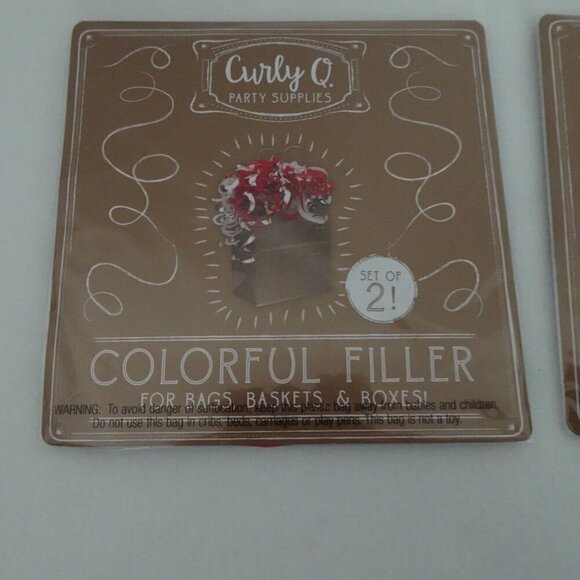 Curly Q.
PARTY SUPPLIES
SET OF
2!
COLORFUL FILLER
FOR BAGS, BASKETS & BOXES!
WARNING: To avoid danger of suffocation, keep this plastic bag away from babies and children.
Do not use this bag in cribs, beds, carriages or play pens. This bag is not a toy.